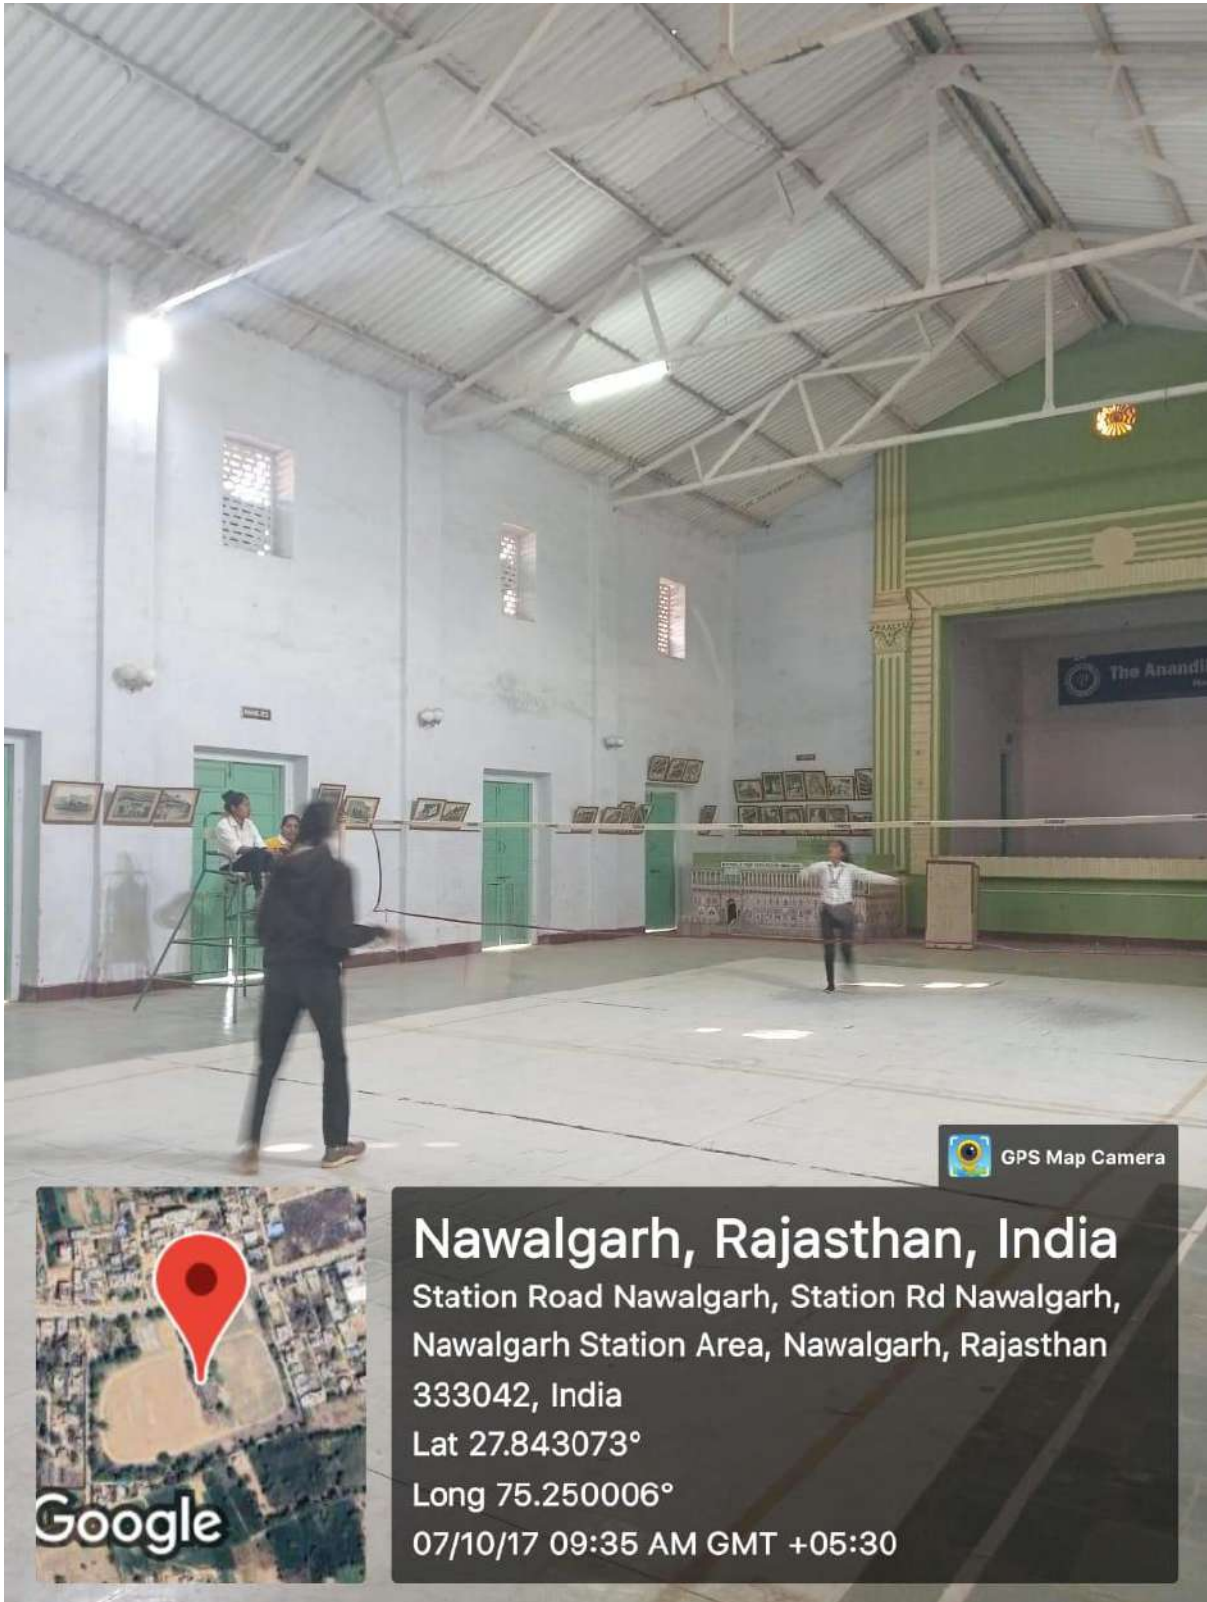 The Anandi
GPS Map Camera
Nawalgarh, Rajasthan, India
Station Road Nawalgarh, Station Rd Nawalgarh,
Nawalgarh Station Area, Nawalgarh, Rajasthan
333042, India
Lat 27.843073°
Long 75.250006°
07/10/17 09:35 AM GMT +05:30
Google